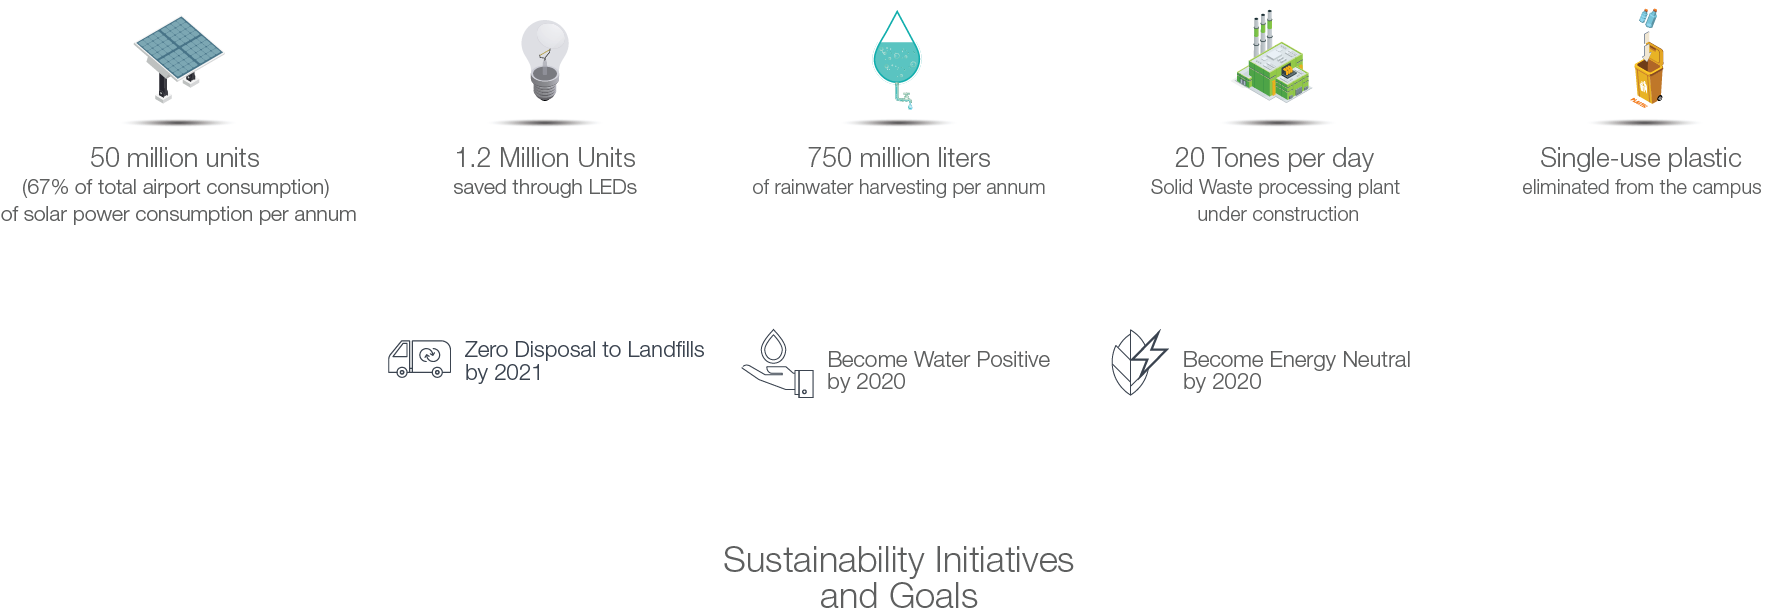 50 million units
(67% of total airport consumption)
of solar power consumption per annum
1.2 Million Units
saved through LEDs
750 million liters
of rainwater harvesting per annum
20 Tones per day
Solid Waste processing plant
under construction
Single-use plastic
eliminated from the campus
PLASTIC
Zero Disposal to Landfills
by 2021
Become Water Positive
by 2020
Become Energy Neutral
by 2020
Sustainability Initiatives
and Goals